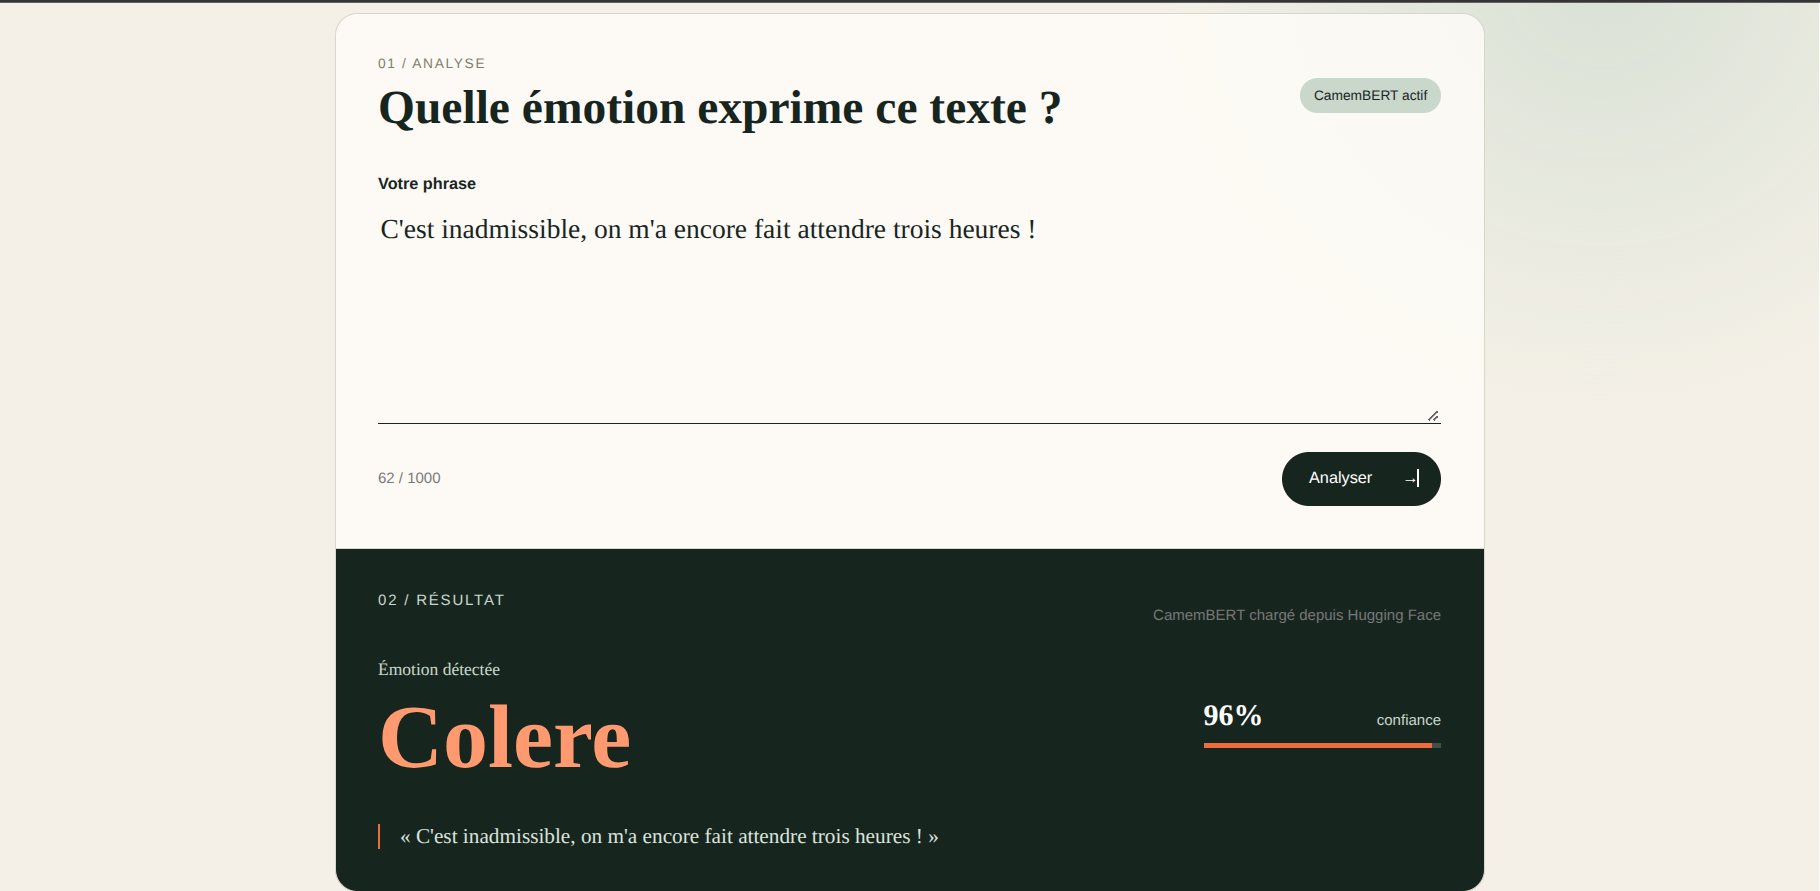 01 / ANALYSE
Quelle émotion exprime ce texte ?
CamemBERT actif
Votre phrase
C'est inadmissible, on m'a encore fait attendre trois heures !
62 / 1000
Analyser →
02 / RÉSULTAT
CamemBERT chargé depuis Hugging Face
Émotion détectée
Colere
96% confiance
« C'est inadmissible, on m'a encore fait attendre trois heures ! »